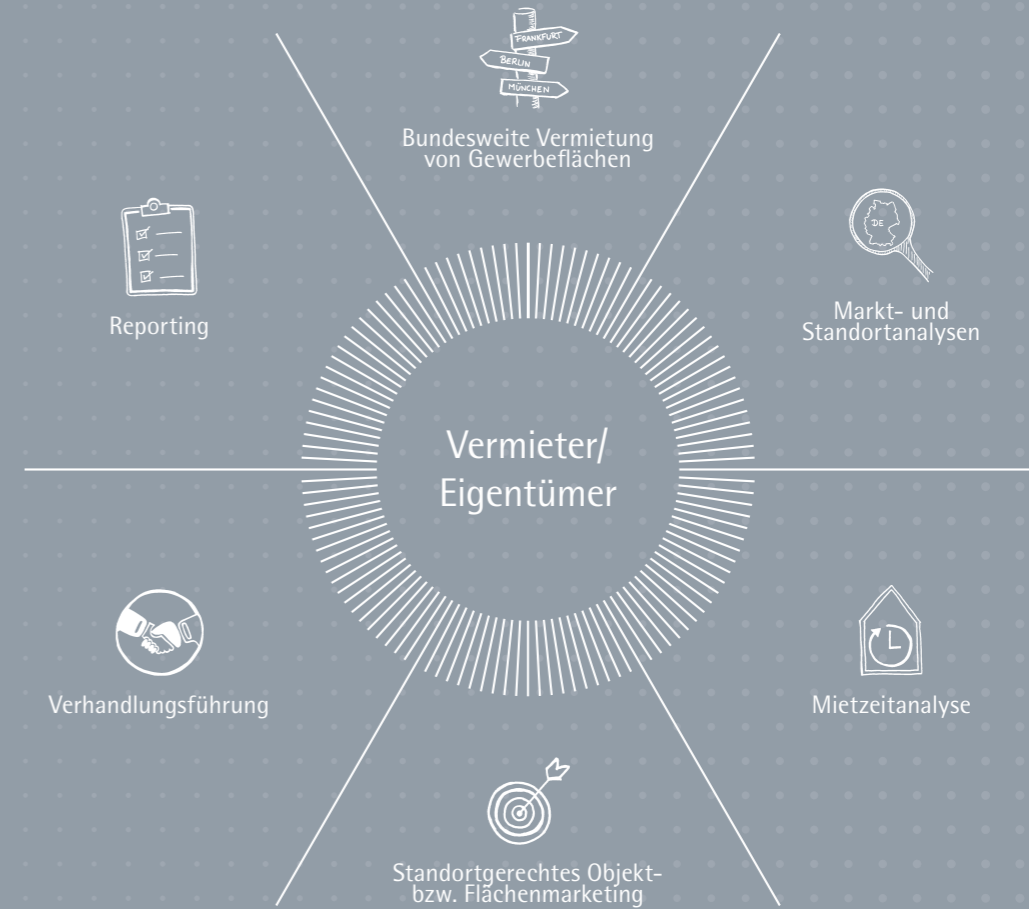 FRANKFURT
BERLIN
MÜNCHEN
Bundesweite Vermietung
von Gewerbeflächen
DE
Markt- und
Standortanalysen
Reporting
Vermieter/
Eigentümer
Verhandlungsführung
Mietzeitanalyse
Standortgerechtes Objekt-
bzw. Flächenmarketing